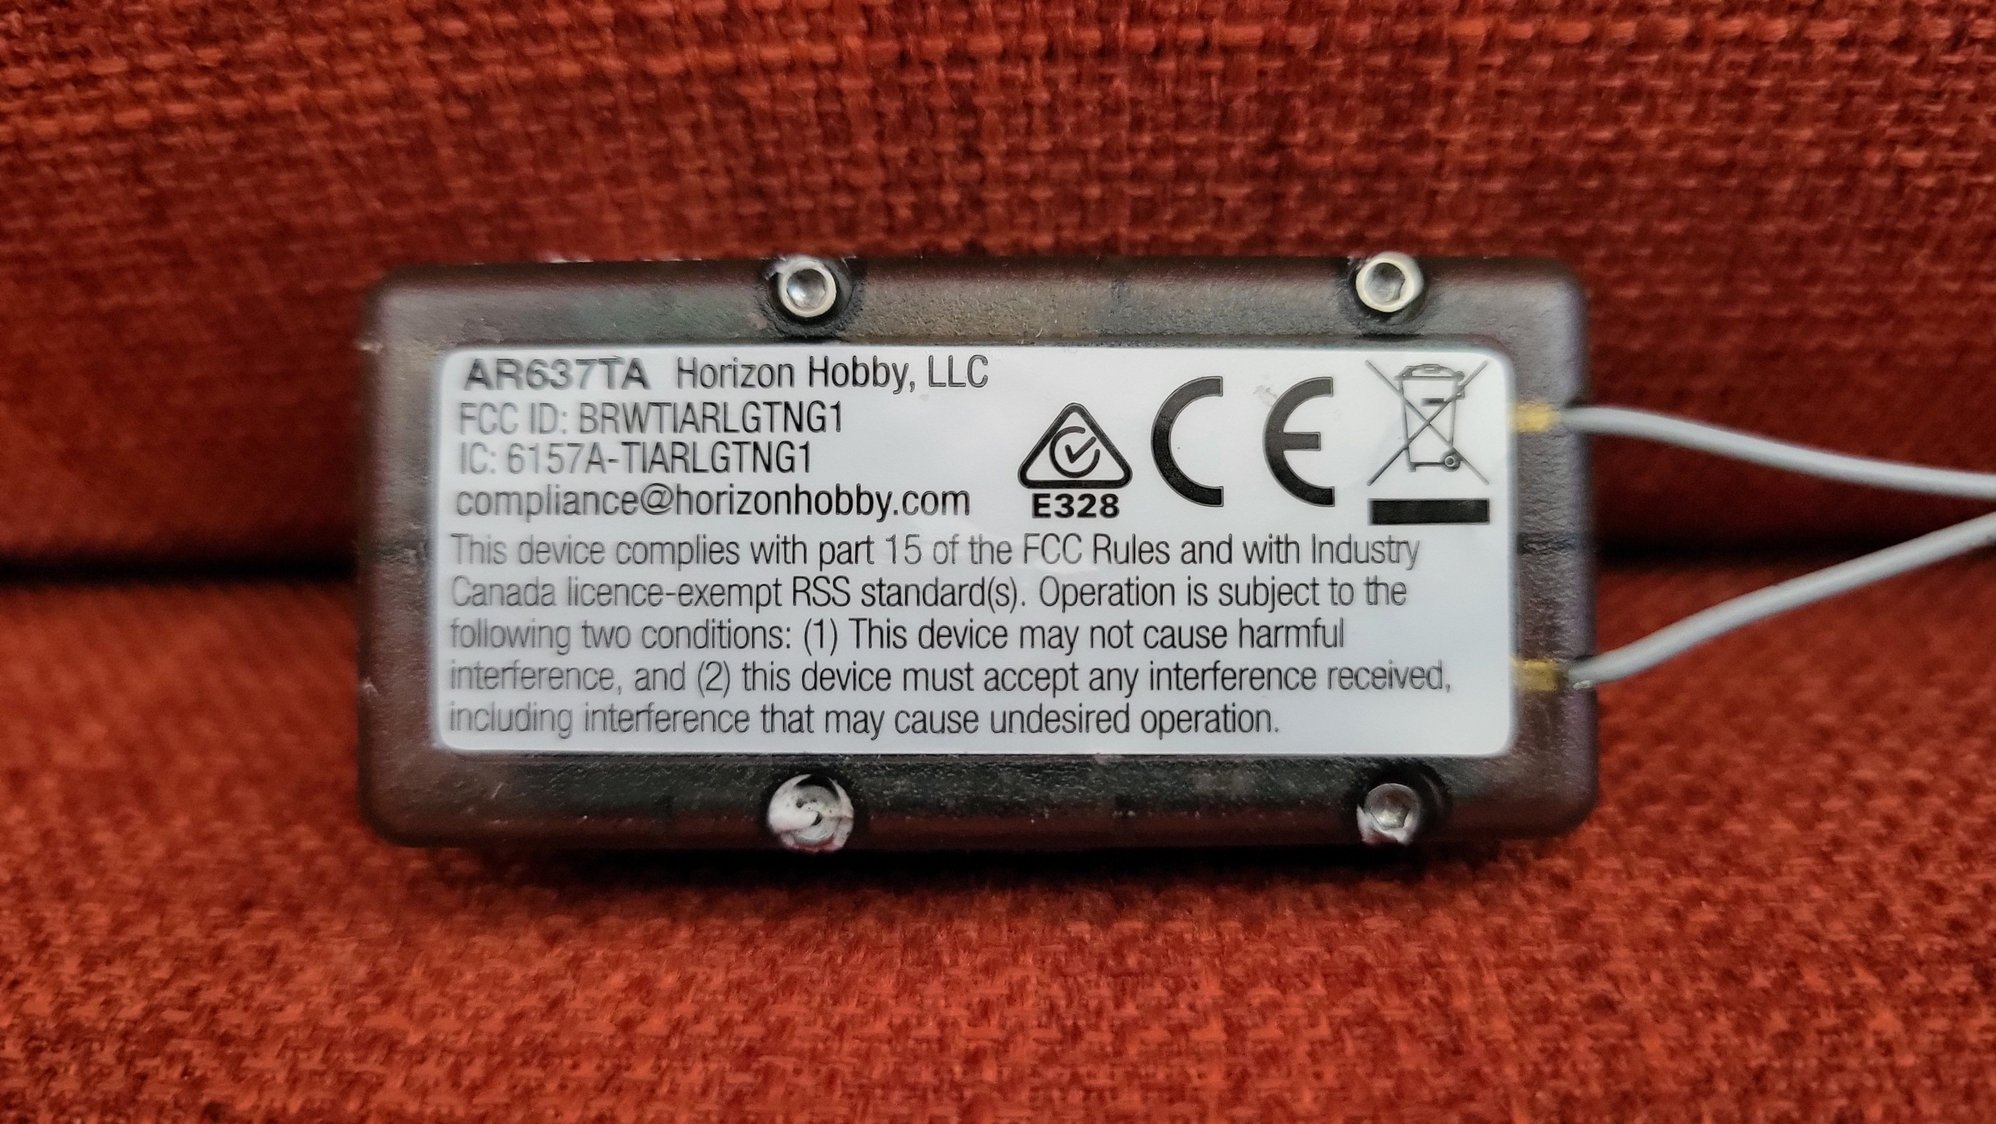 AR637TA Horizon Hobby, LLC
FCC ID: BRWTIARLGTNG1
IC: 6157A-TIARLGTNG1
compliance@horizonhobby.com
E328
CE
This device complies with part 15 of the FCC Rules and with Industry
Canada licence-exempt RSS standard(s). Operation is subject to the
following two conditions: (1) This device may not cause harmful
interference, and (2) this device must accept any interference received,
including interference that may cause undesired operation.